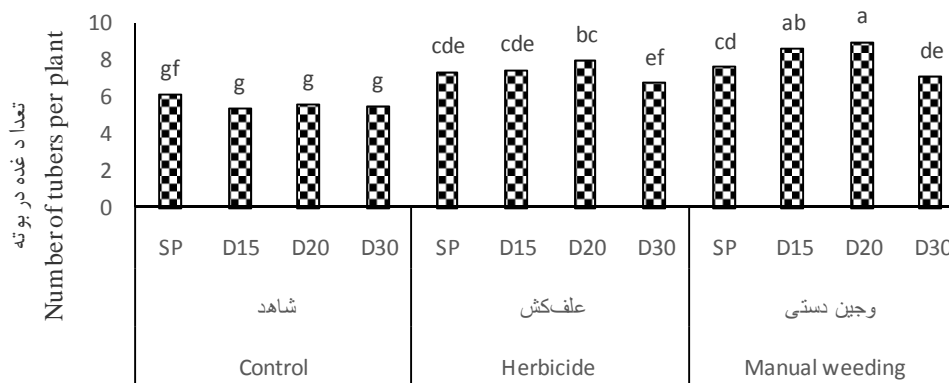 تعداد غده در بوته
Number of tubers per plant
10
8
6
4
2
0
gf g g g cde cde bc ef cd ab a de
SP D15 D20 D30 SP D15 D20 D30 SP D15 D20 D30
شاهد علف‌کش وجین دستی
Control Herbicide Manual weeding